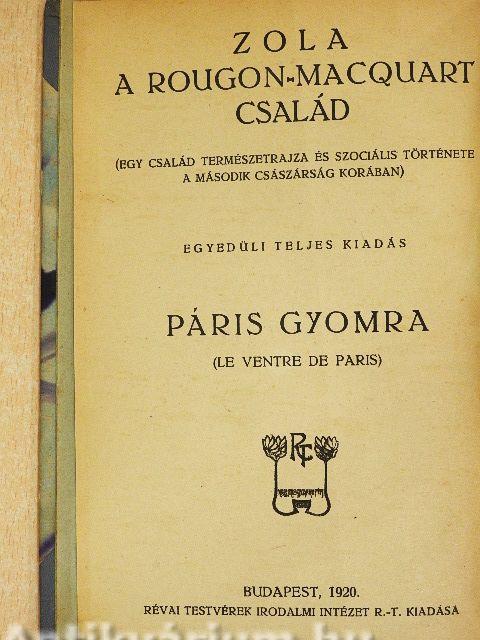 ZOLA
A ROUGON-MACQUART
CSALÁD
(EGY CSALÁD TERMÉSZETRAJZA ÉS SZOCIÁLIS TÖRTÉNETE
A MÁSODIK CSÁSZÁRSÁG KORÁBAN)
EGYEDÜLI TELJES KIADÁS
PÁRIS GYOMRA
(LE VENTRE DE PARIS)
BUDAPEST, 1920.
RÉVAI TESTVÉREK IRODALMI INTÉZET R.-T. KIADÁSA